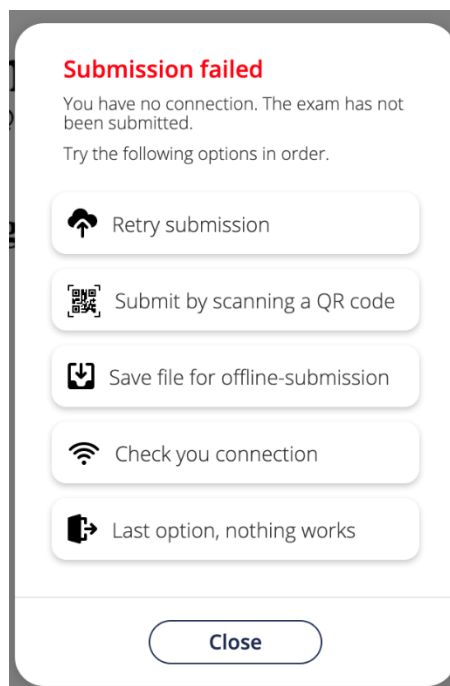 Submission failed
You have no connection. The exam has not
been submitted.
Try the following options in order.
Retry submission
Submit by scanning a QR code
Save file for offline-submission
Check you connection
Last option, nothing works
Close